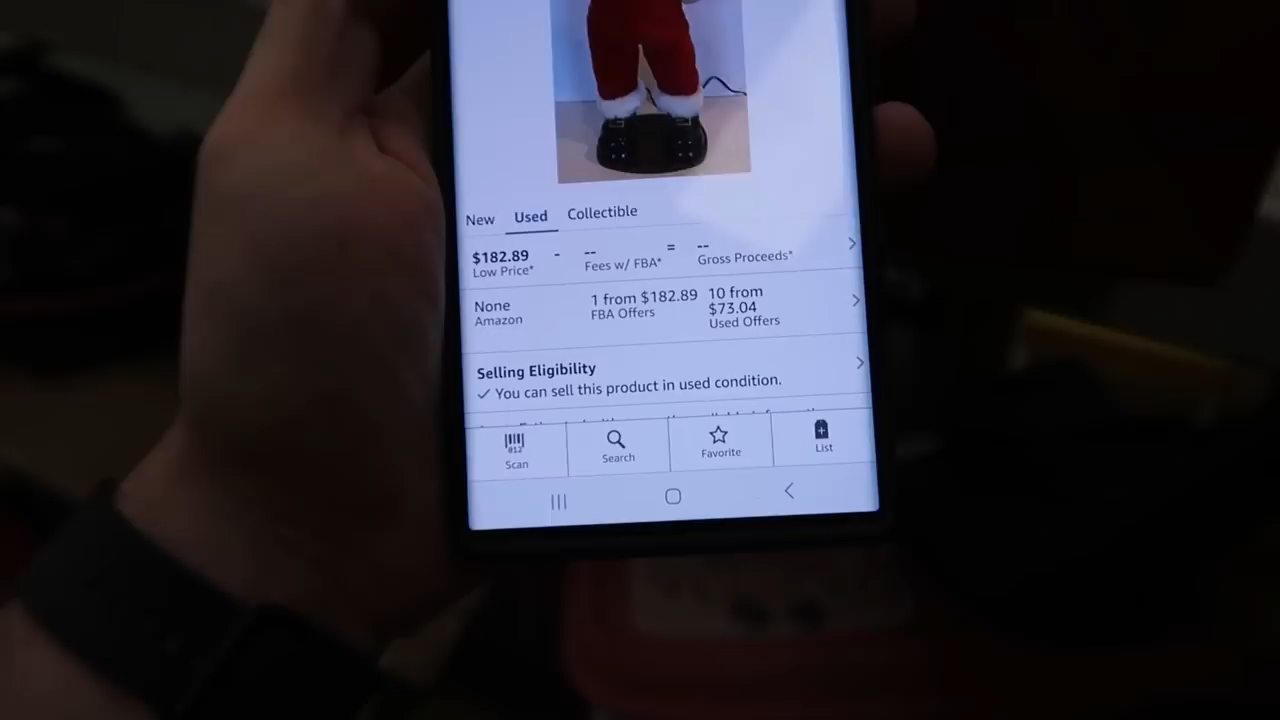 New Used Collectible
$182.89 - -- = --
Low Price* Fees w/ FBA* Gross Proceeds*
None 1 from $182.89 10 from
Amazon FBA Offers $73.04
Used Offers
Selling Eligibility
✓ You can sell this product in used condition.
Scan Search Favorite List